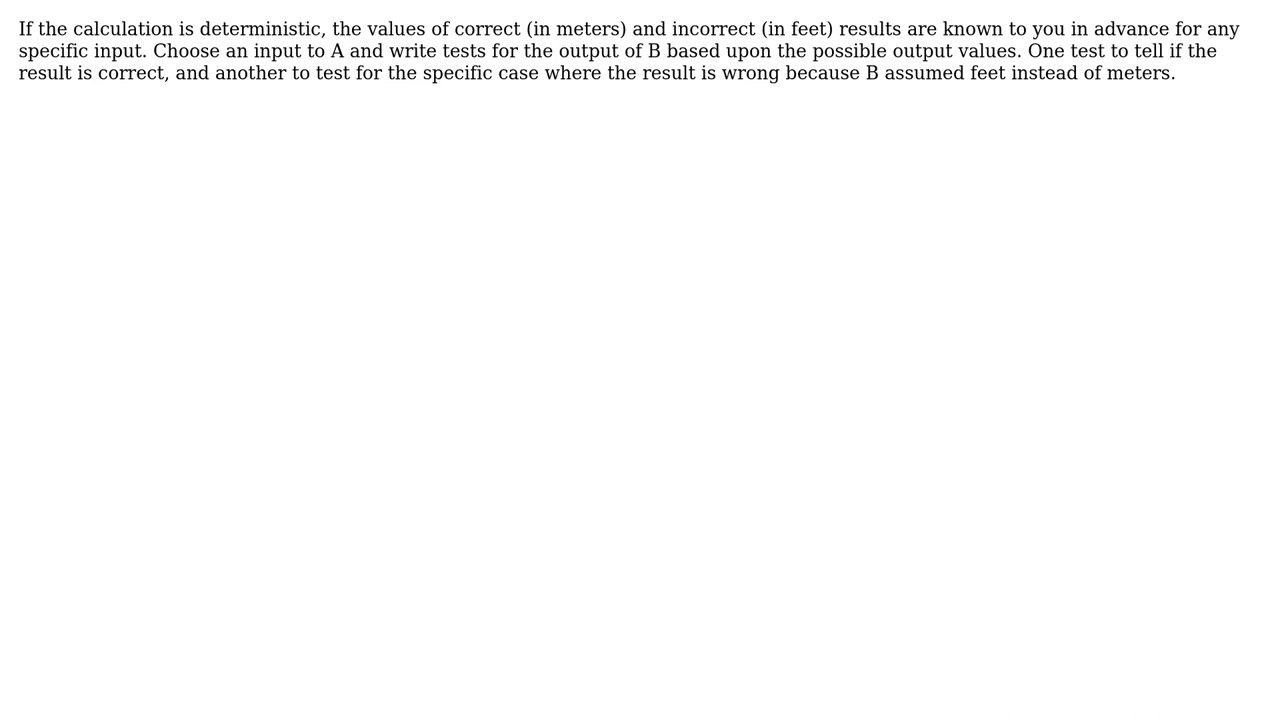 If the calculation is deterministic, the values of correct (in meters) and incorrect (in feet) results are known to you in advance for any
specific input. Choose an input to A and write tests for the output of B based upon the possible output values. One test to tell if the
result is correct, and another to test for the specific case where the result is wrong because B assumed feet instead of meters.